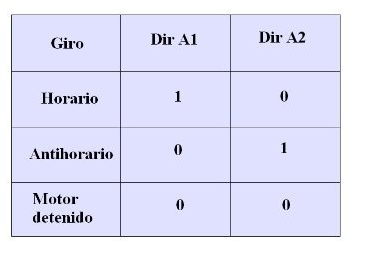 Giro Dir A1 Dir A2
Horario 1 0
Antihorario 0 1
Motor
detenido 0 0